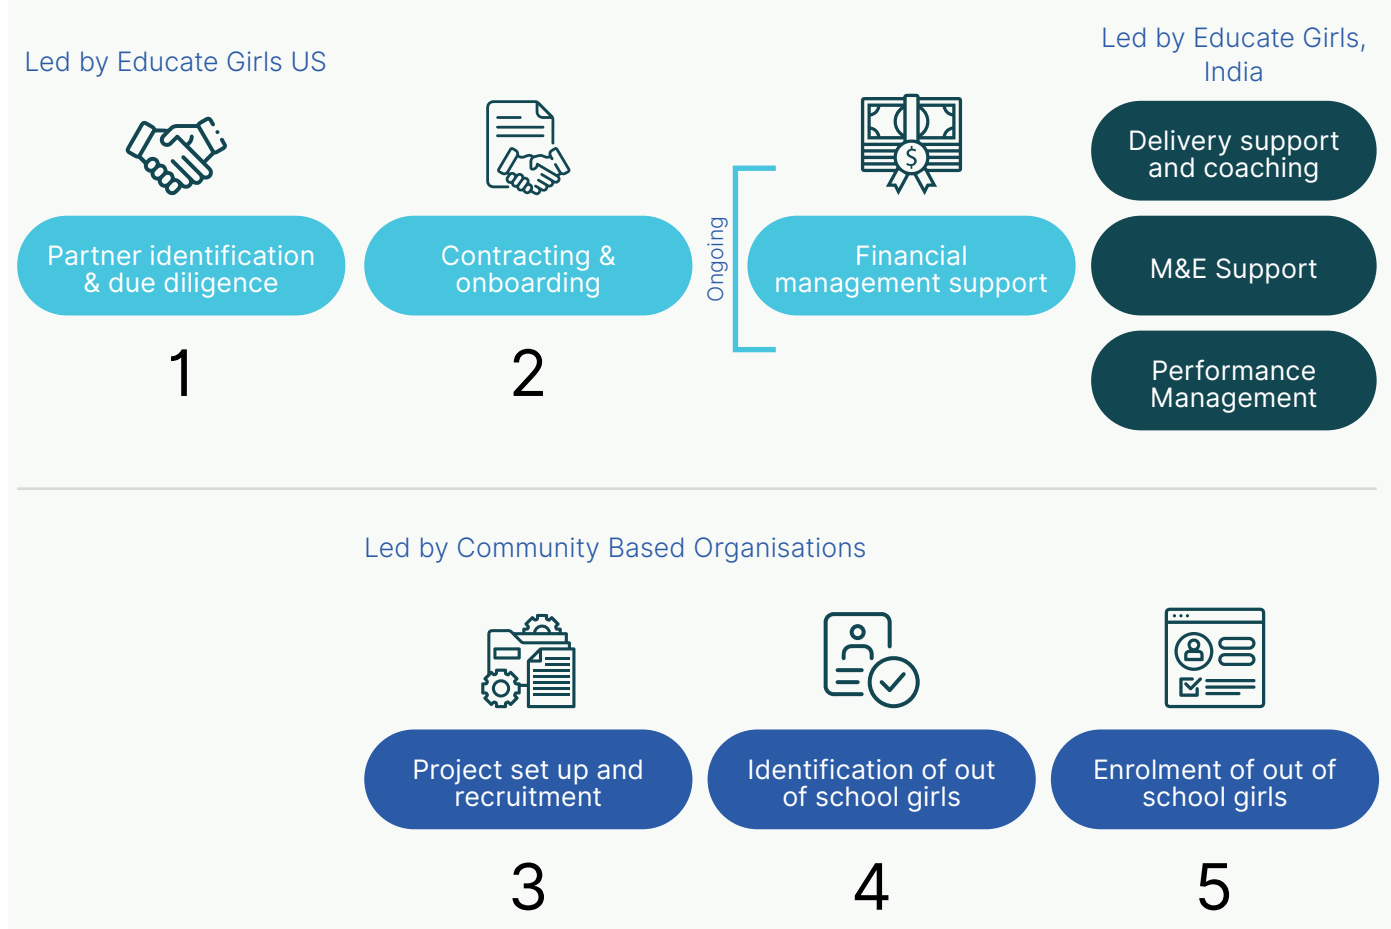 Led by Educate Girls US
Led by Educate Girls,
India
Partner identification
& due diligence
1
Contracting &
onboarding
2
Ongoing
$
Financial
management support
Delivery support
and coaching
M&E Support
Performance
Management
Led by Community Based Organisations
Project set up and
recruitment
3
Identification of out
of school girls
4
Enrolment of out of
school girls
5